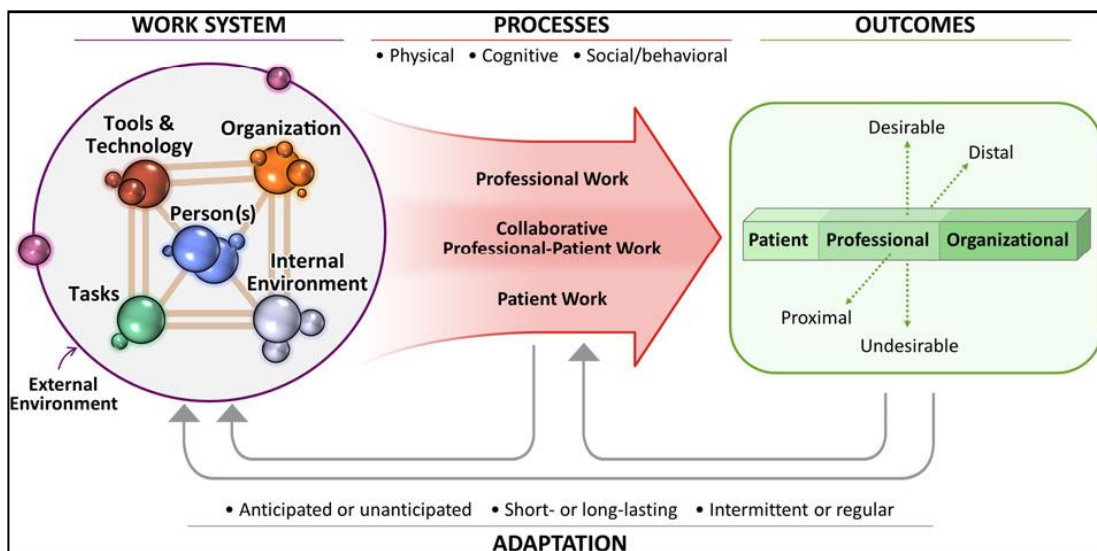 WORK SYSTEM
PROCESSES
OUTCOMES
• Physical • Cognitive • Social/behavioral
Tools &
Technology
Organization
Person(s)
Internal
Environment
Tasks
External
Environment
Professional Work
Collaborative
Professional-Patient Work
Patient Work
Desirable
Distal
Patient
Professional
Organizational
Proximal
Undesirable
• Anticipated or unanticipated • Short- or long-lasting • Intermittent or regular
ADAPTATION